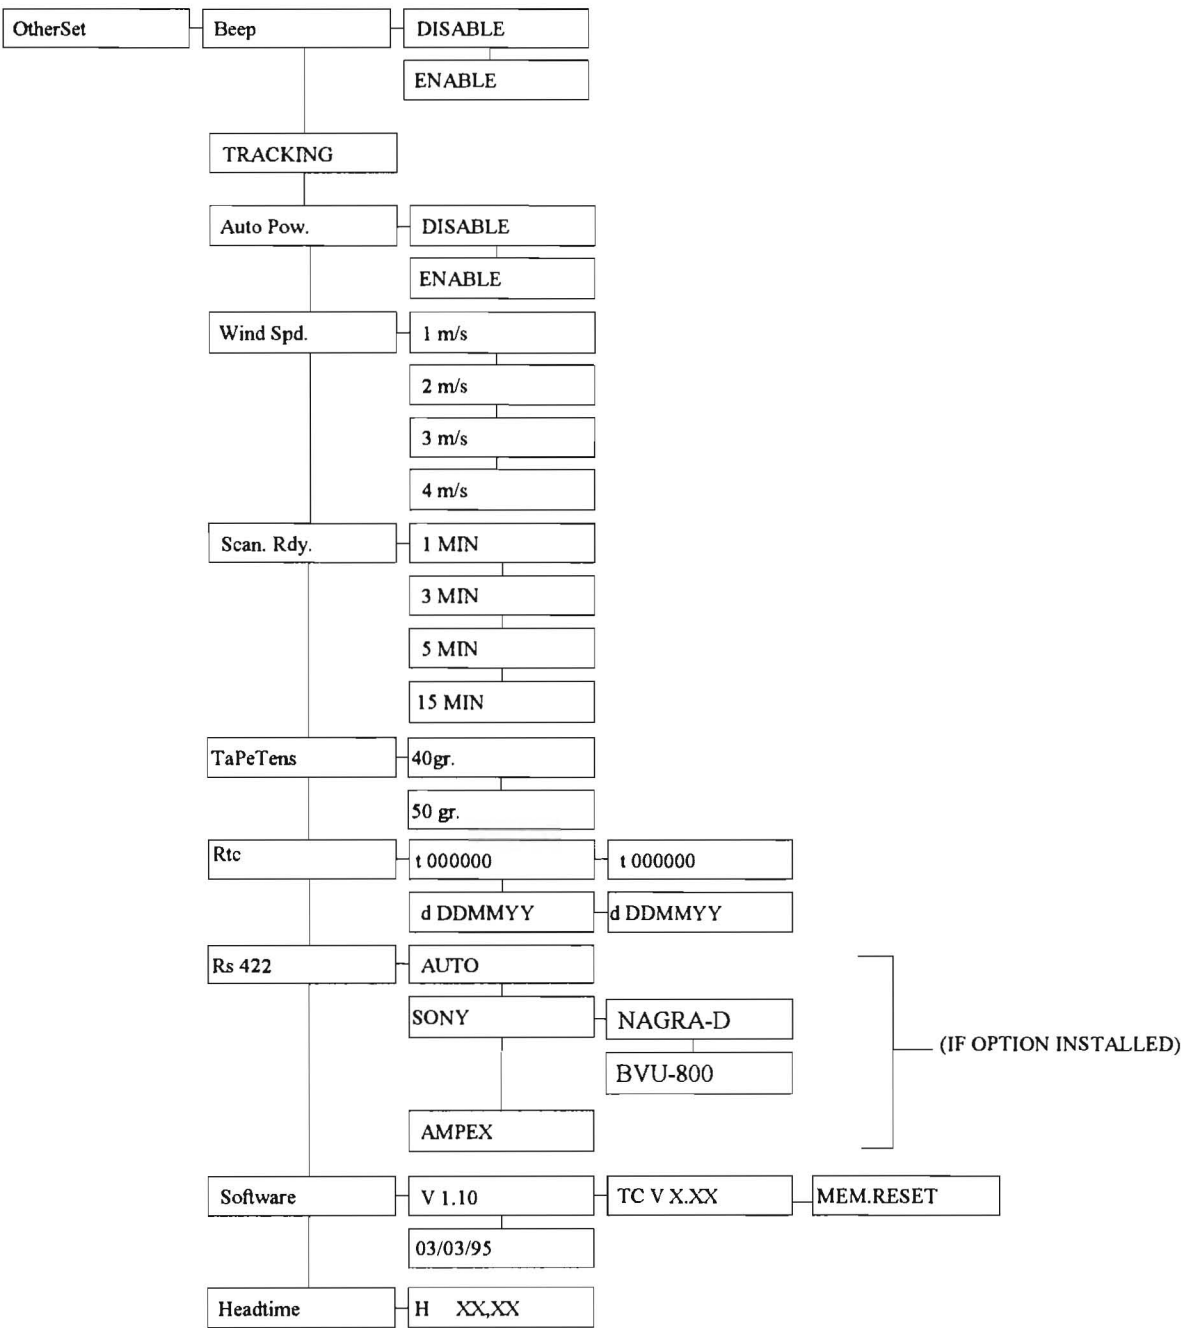 OtherSet Beep DISABLE
ENABLE
TRACKING
Auto Pow. DISABLE
ENABLE
Wind Spd. 1 m/s
2 m/s
3 m/s
4 m/s
Scan. Rdy. 1 MIN
3 MIN
5 MIN
15 MIN
TaPeTens 40gr.
50 gr.
Rtc t 000000 t 000000
d DDMMYY d DDMMYY
Rs 422 AUTO
SONY NAGRA-D
(IF OPTION INSTALLED)
BVU-800
AMPEX
Software V 1.10 TC V X.XX MEM.RESET
03/03/95
Headtime H XX,XX